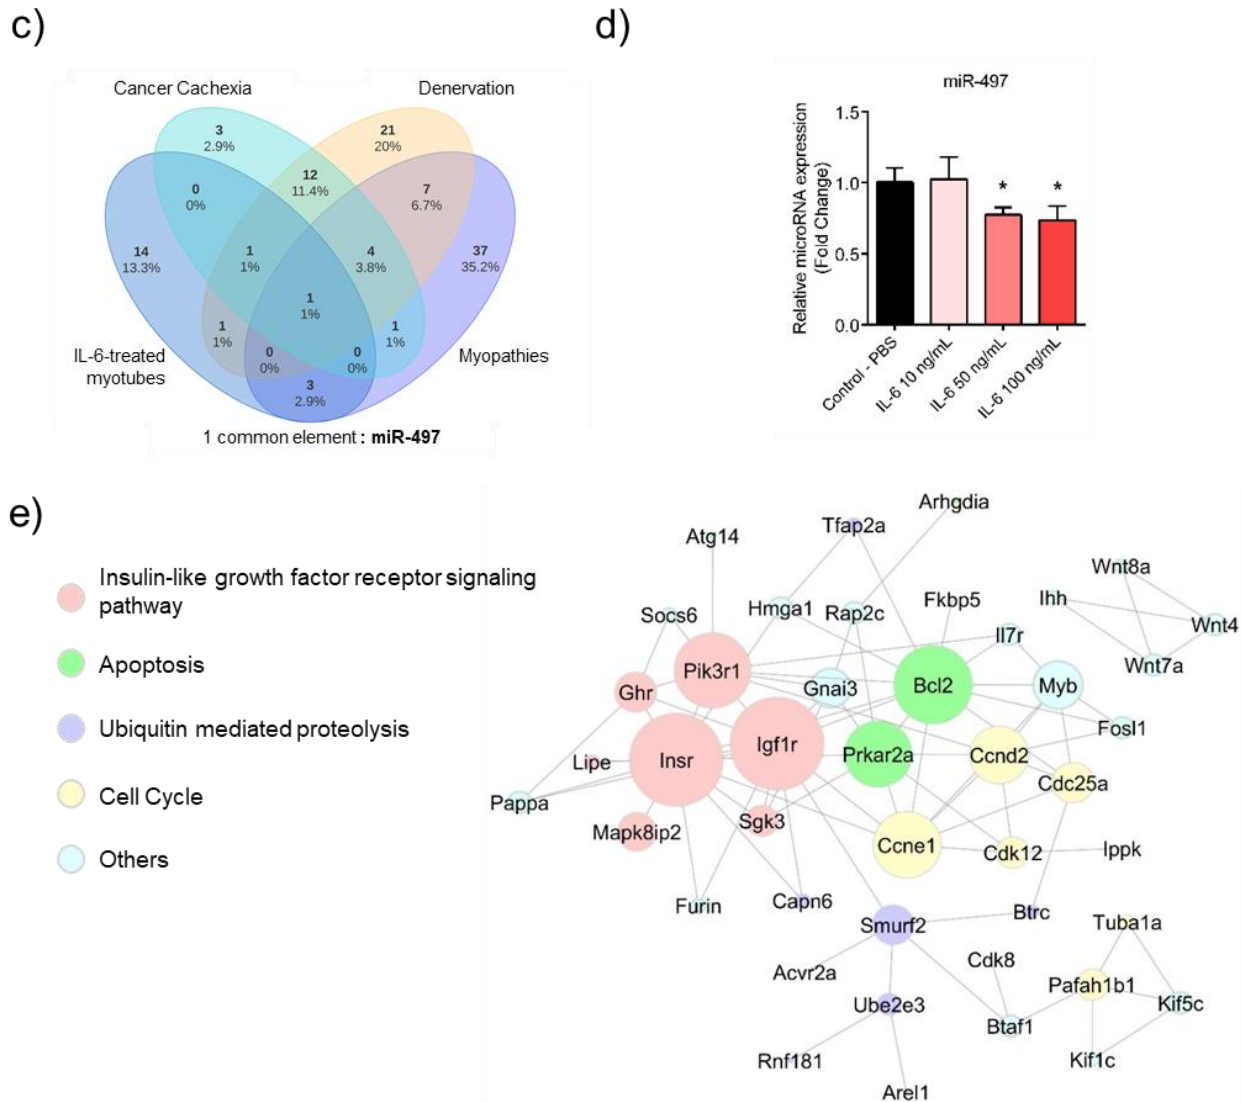 c)
Cancer Cachexia
Denervation
3
2.9%
21
20%
0
0%
12
11.4%
7
6.7%
14
13.3%
1
1%
4
3.8%
37
35.2%
1
1%
1
1%
1
1%
0
0%
0
0%
3
2.9%
IL-6-treated
myotubes
Myopathies
1 common element : miR-497
d)
miR-497
Relative microRNA expression
(Fold Change)
1.5
1.0
0.5
0.0
*
*
Control - PBS
IL-6 10 ng/mL
IL-6 50 ng/mL
IL-6 100 ng/mL
e)
Insulin-like growth factor receptor signaling
pathway
Apoptosis
Ubiquitin mediated proteolysis
Cell Cycle
Others
Arhgdia
Tfap2a
Atg14
Wnt8a
Ihh
Fkbp5
Hmga1
Rap2c
Socs6
Wnt4
Il7r
Wnt7a
Pik3r1
Ghr
Gnai3
Bcl2
Myb
Fosl1
Igf1r
Insr
Prkar2a
Ccnd2
Lipe
Cdc25a
Pappa
Mapk8ip2
Sgk3
Ccne1
Cdk12
Ippk
Furin
Capn6
Smurf2
Btrc
Tuba1a
Cdk8
Acvr2a
Pafah1b1
Ube2e3
Kif5c
Btaf1
Rnf181
Kif1c
Arel1